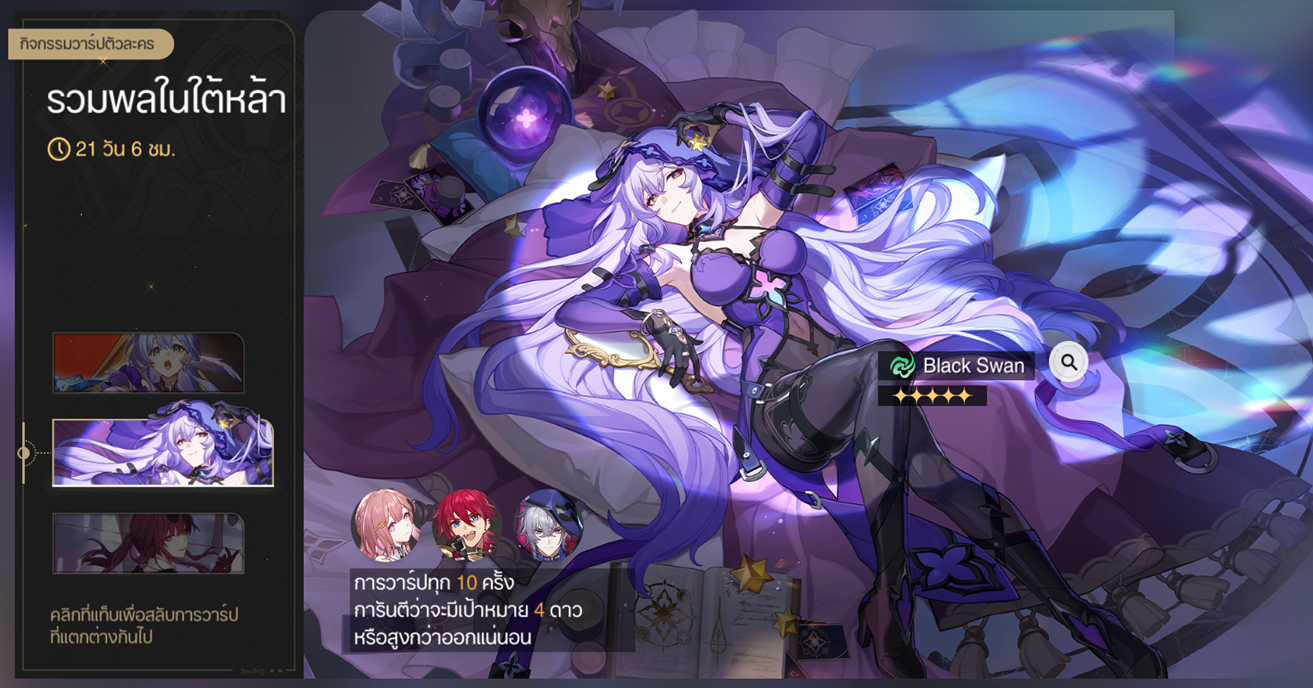 กิจกรรมวาร์ปตัวละคร
รวมพลในใต้หล้า
21 วัน 6 ชม.
Black Swan
การวาร์ปทุก 10 ครั้ง
การันตีว่าจะมีเป้าหมาย 4 ดาว
หรือสูงกว่าออกแน่นอน
คลิกที่แท็บเพื่อสลับการวาร์ป
ที่แตกต่างกันไป